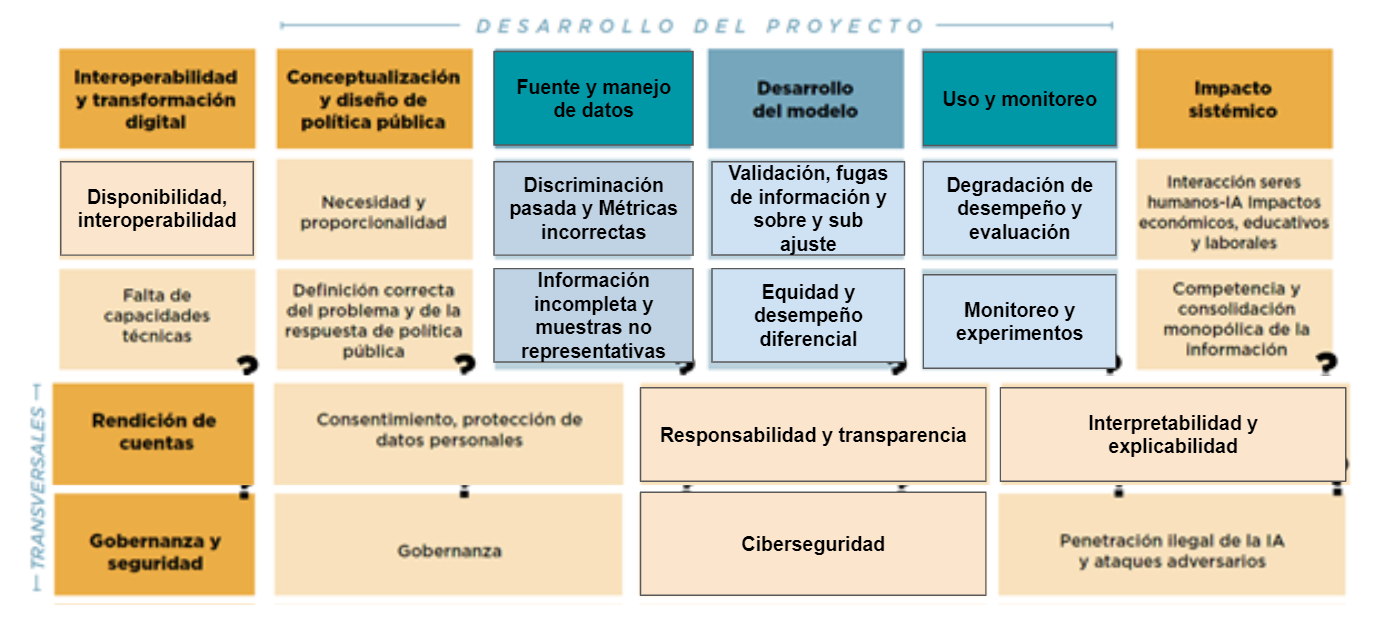 DESARROLLO DEL PROYECTO
Interoperabilidad
y transformación
digital
Conceptualización
y diseño de
política pública
Fuente y manejo
de datos
Desarrollo
del modelo
Uso y monitoreo
Impacto
sistémico
Disponibilidad,
interoperabilidad
Necesidad y
proporcionalidad
Discriminación
pasada y Métricas
incorrectas
Validación, fugas
de información y
sobre y sub
ajuste
Degradación de
desempeño y
evaluación
Interacción seres
humanos-IA Impactos
económicos, educativos
y laborales
Falta de
capacidades
técnicas
?
Definición correcta
del problema y de la
respuesta de política
pública
?
Información
incompleta y
muestras no
representativas
Equidad y
desempeño
diferencial
Monitoreo y
experimentos
Competencia y
consolidación
monopólica de la
información
?
TRANSVERSALES
Rendición de
cuentas
Consentimiento, protección de
datos personales
Responsabilidad y transparencia
Interpretabilidad y
explicabilidad
Gobernanza y
seguridad
Gobernanza
Ciberseguridad
Penetración ilegal de la IA
y ataques adversarios